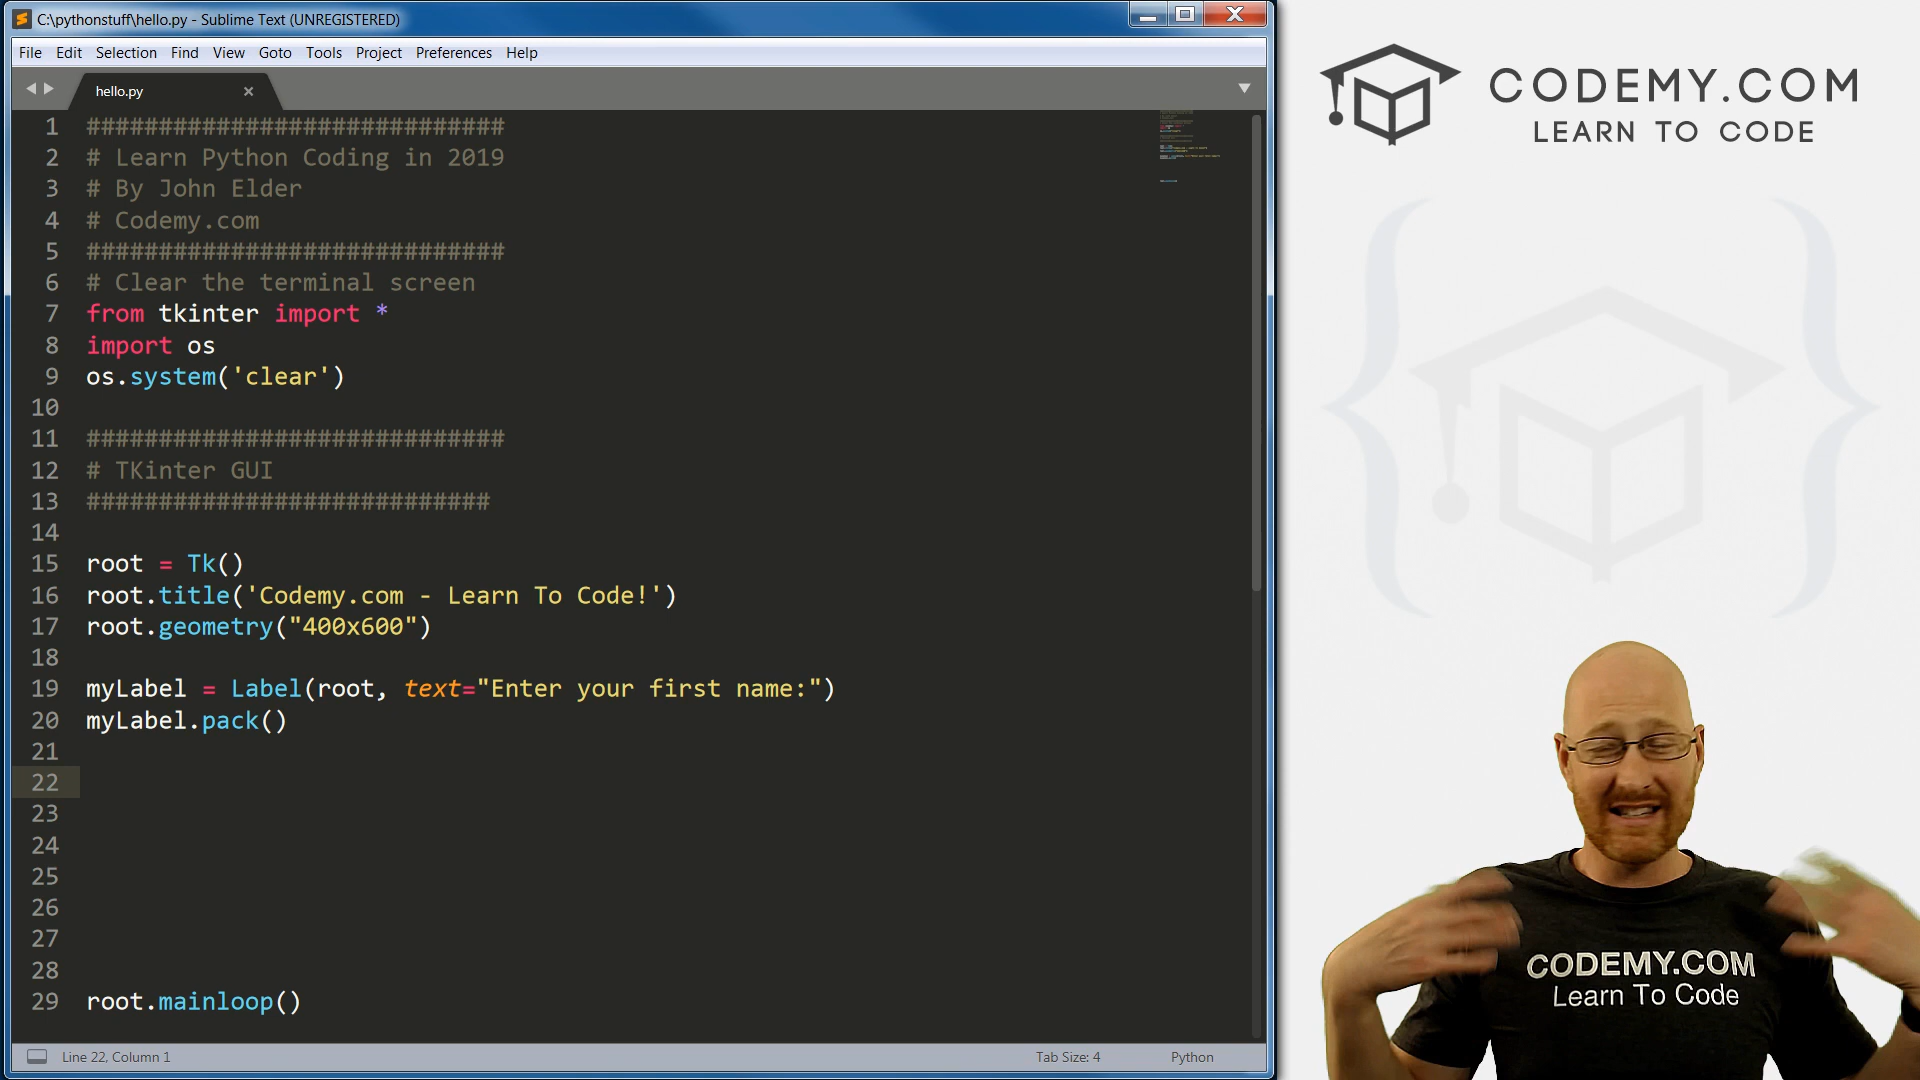 C:\pythonstuff\hello.py - Sublime Text (UNREGISTERED)
File Edit Selection Find View Goto Tools Project Preferences Help
hello.py
1 #############################
2 # Learn Python Coding in 2019
3 # By John Elder
4 # Codemy.com
5 #############################
6 # Clear the terminal screen
7 from tkinter import *
8 import os
9 os.system('clear')
10
11 #############################
12 # TKinter GUI
13 ############################
14
15 root = Tk()
16 root.title('Codemy.com - Learn To Code!')
17 root.geometry("400x600")
18
19 myLabel = Label(root, text="Enter your first name:")
20 myLabel.pack()
21
22
23
24
25
26
27
28
29 root.mainloop()
Line 22, Column 1
Tab Size: 4
Python
CODEMY.COM
LEARN TO CODE
CODEMY.COM
Learn To Code